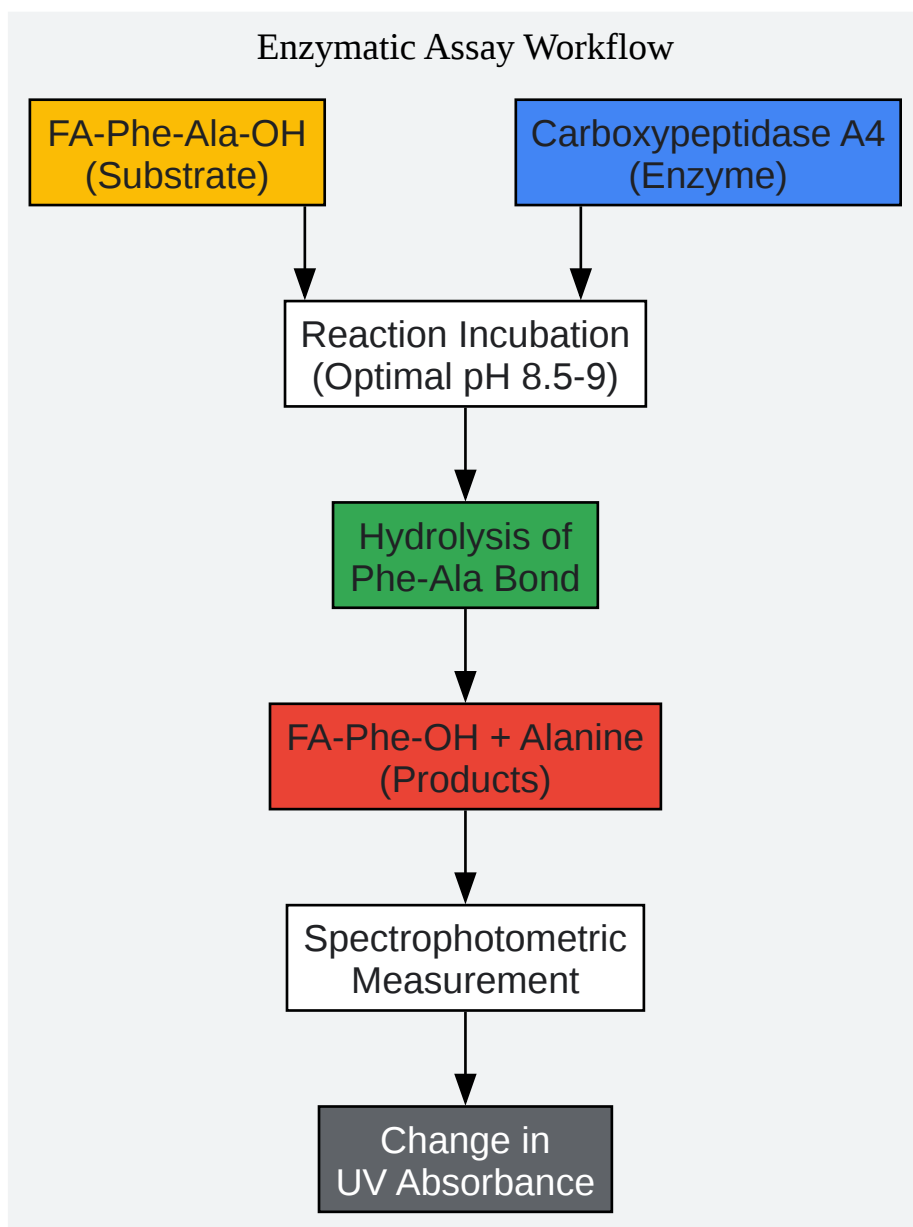 Enzymatic Assay Workflow
FA-Phe-Ala-OH
(Substrate)
Carboxypeptidase A4
(Enzyme)
Reaction Incubation
(Optimal pH 8.5-9)
Hydrolysis of
Phe-Ala Bond
FA-Phe-OH + Alanine
(Products)
Spectrophotometric
Measurement
Change in
UV Absorbance